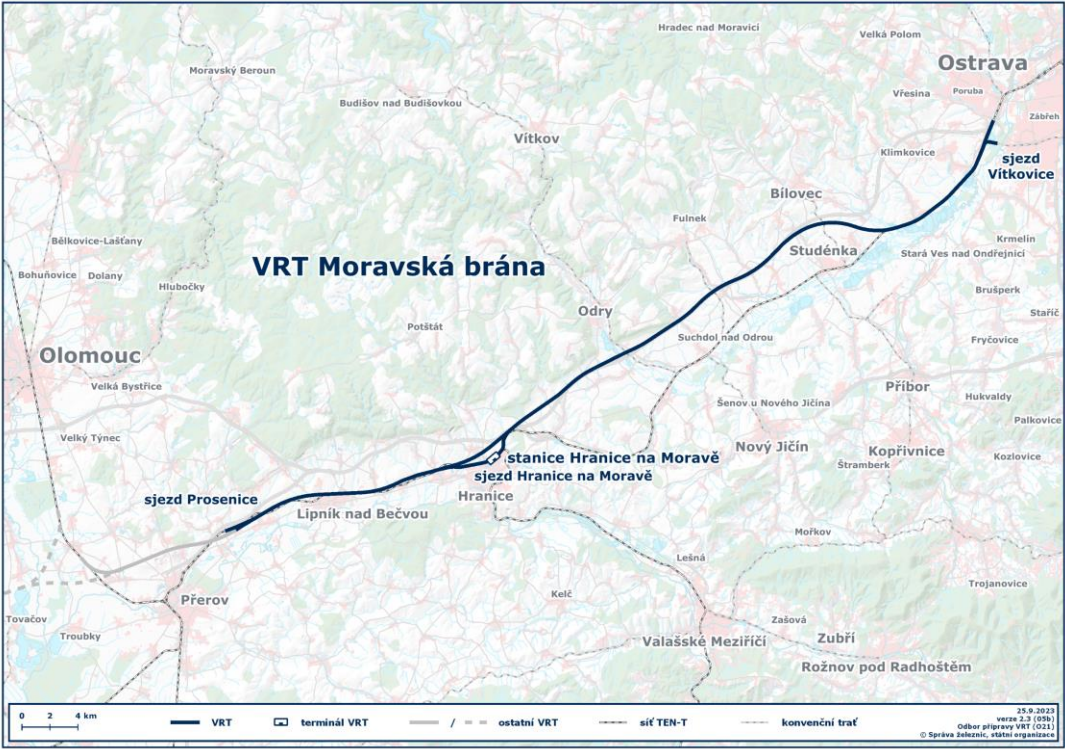 Hradec nad Moravicí
Velká Polom
Ostrava
Moravský Beroun
Vřesina
Poruba
Budišov nad Budišovkou
Zábřeh
Vítkov
Klimkovice
sjezd
Vítkovice
Bílovec
Fulnek
Bělkovice-Lašťany
Krmelín
Studénka
Stará Ves nad Ondřejnicí
VRT Moravská brána
Bohuňovice
Dolany
Hlubočky
Brušperk
Odry
Stařič
Potštát
Suchdol nad Odrou
Fryčovice
Olomouc
Velká Bystřice
Příbor
Hukvaldy
Šenov u Nového Jičína
Palkovice
Velký Týnec
Nový Jičín
Kopřivnice
Kozlovice
stanice Hranice na Moravě
Štramberk
sjezd Hranice na Moravě
sjezd Prosenice
Hranice
Lipník nad Bečvou
Mořkov
Lešná
Trojanovice
Kelč
Přerov
Tovačov
Zašová
Troubky
Valašské Meziříčí
Zubří
Rožnov pod Radhoštěm
0 2 4 km
VRT
terminál VRT
/
ostatní VRT
síť TEN-T
konvenční trať
25.9.2023
verze 2.3 (05b)
Odbor přípravy VRT (O21)
© Správa železnic, státní organizace